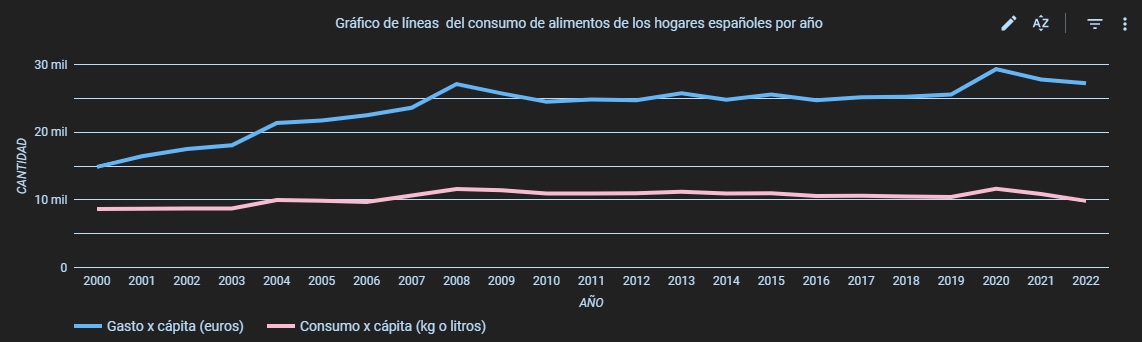 Gráfico de líneas del consumo de alimentos de los hogares españoles por año
AZ
30 mil
20 mil
10 mil
0
CANTIDAD
2000 2001 2002 2003 2004 2005 2006 2007 2008 2009 2010 2011 2012 2013 2014 2015 2016 2017 2018 2019 2020 2021 2022
AÑO
Gasto x cápita (euros) Consumo x cápita (kg o litros)